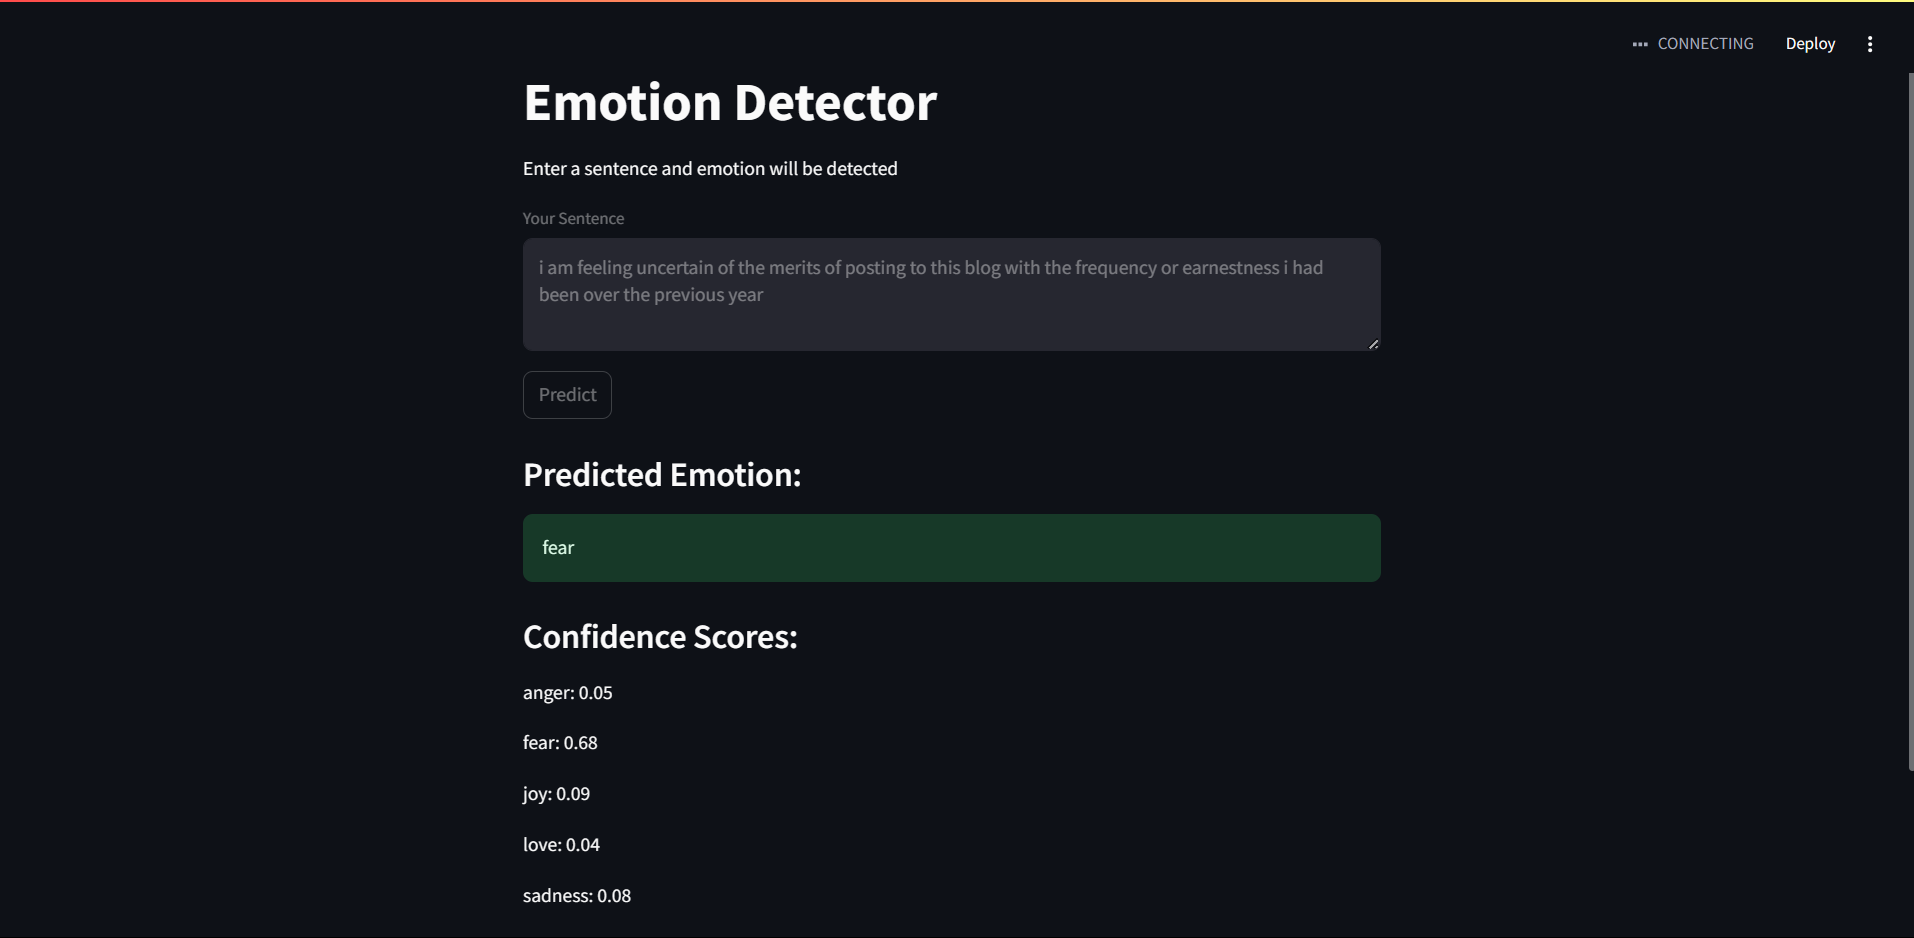 CONNECTING
Deploy
Emotion Detector
Enter a sentence and emotion will be detected
Your Sentence
i am feeling uncertain of the merits of posting to this blog with the frequency or earnestness i had
been over the previous year
Predict
Predicted Emotion:
fear
Confidence Scores:
anger: 0.05
fear: 0.68
joy: 0.09
love: 0.04
sadness: 0.08